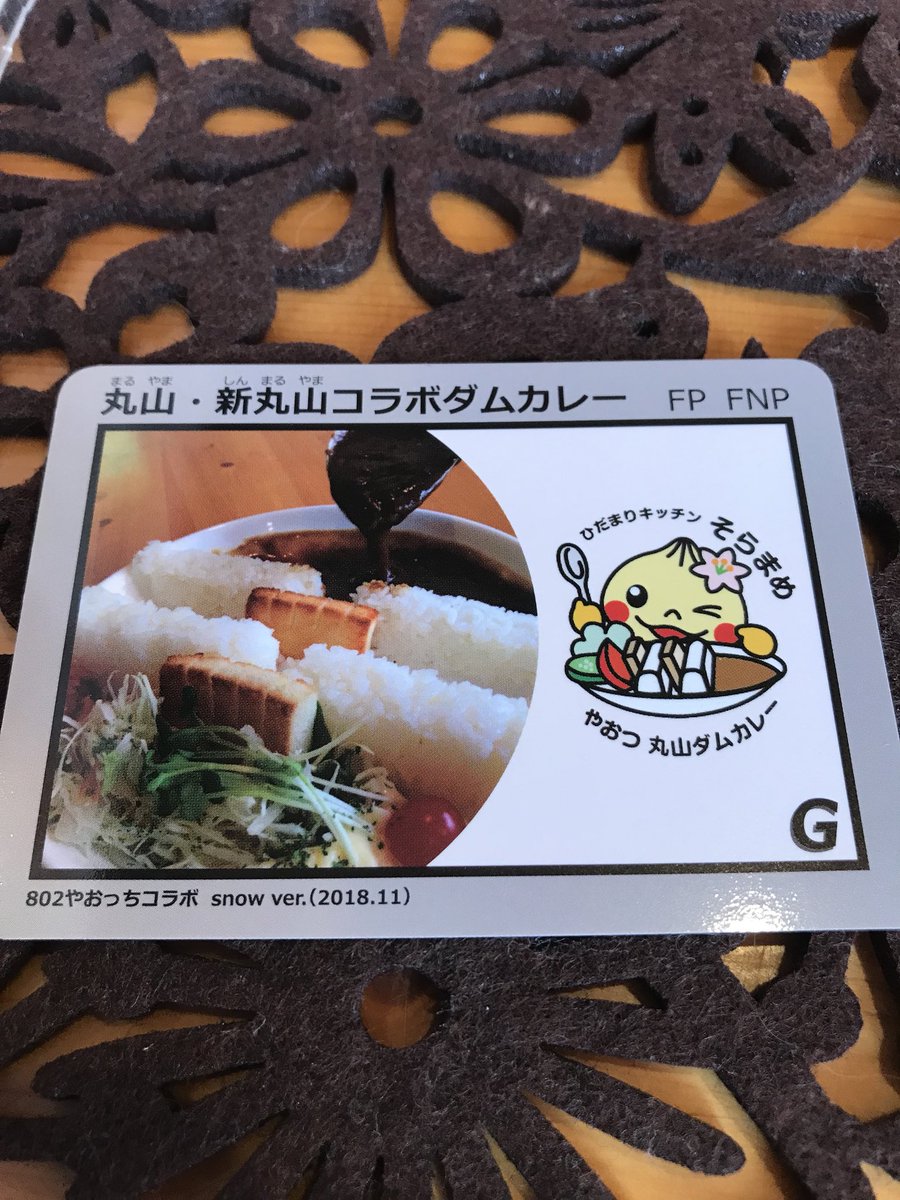 まる やま しん まる やま
丸山・新丸山コラボダムカレー FP FNP
ひだまりキッチン そらまめ
やおつ 丸山ダムカレー
G
802やおっちコラボ snow ver.(2018.11)